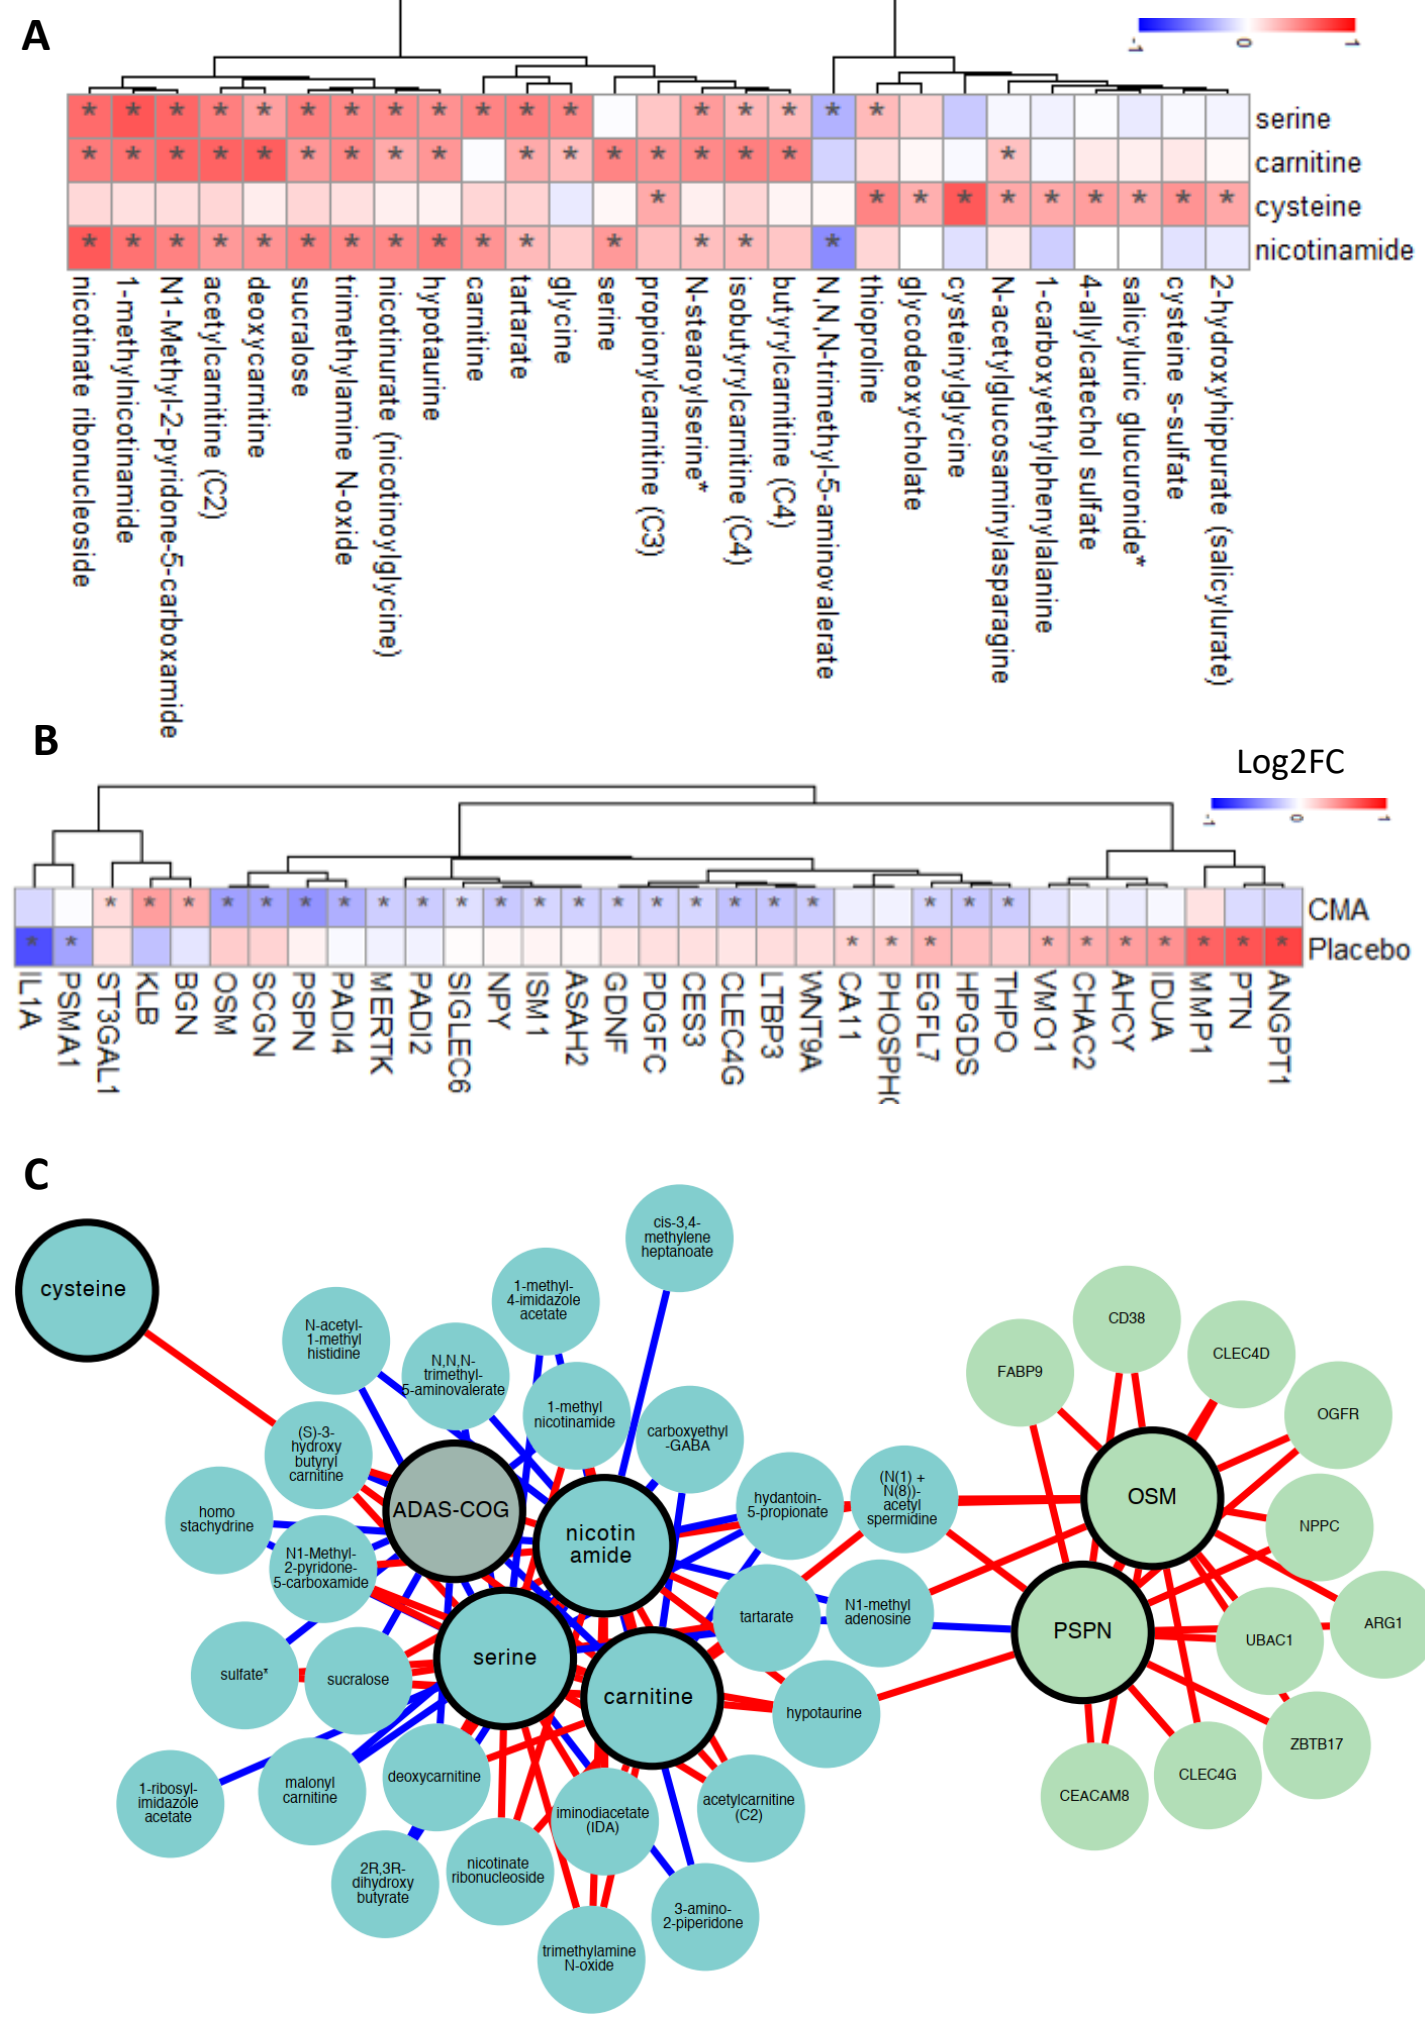 A
-1
0
1
* * * * * * * * * * * * * * * * *
serine
* * * * * * * * * * * * * * * * *
carnitine
* * * * * * * * * *
cysteine
* * * * * * * * * * * * * * *
nicotinamide
nicotinate ribonucleoside
1-methylnicotinamide
N1-Methyl-2-pyridone-5-carboxamide
acetylcarnitine (C2)
deoxycarnitine
sucralose
trimethylamine N-oxide
nicotinurate (nicotinoylglycine)
hypotaurine
carnitine
tartarate
glycine
serine
propionylcarnitine (C3)
N-stearoylserine*
isobutyrylcarnitine (C4)
butyrylcarnitine (C4)
N,N,N-trimethyl-5-aminovalerate
thioproline
glycodeoxycholate
cysteinylglycine
N-acetylglucosaminylasparagine
1-carboxyethylphenylalanine
4-allylcatechol sulfate
salicyluric glucuronide*
cysteine s-sulfate
2-hydroxyhippurate (salicylurate)
B
Log2FC
-1
0
1
* * * * * * * * * * * * * * * * * * * * * *
CMA
* * * * * * * * * * * *
Placebo
IL1A
PSMA1
ST3GAL1
KLB
BGN
OSM
SCGN
PSPN
PADI4
MERTK
PADI2
SIGLEC6
NPY
ISM1
ASAH2
GDNF
PDGFC
CES3
CLEC4G
LTBP3
WNT9A
CA11
EGFL7
HPGDS
THPO
VMO1
CHAC2
AHCY
IDUA
MMP1
PTN
ANGPT1
C
cysteine
N-acetyl-
1-methyl
histidine
N,N,N-
trimethyl-
5-aminovalerate
1-methyl-
4-imidazole
acetate
cis-3,4-
methylene
heptanoate
1-methyl
nicotinamide
carboxyethyl
-GABA
(S)-3-
hydroxy
butyryl
carnitine
homo
stachydrine
N1-Methyl-
2-pyridone-
5-carboxamide
ADAS-COG
nicotin
amide
hydantoin-
5-propionate
(N(1) +
N(8))-
acetyl
spermidine
tartarate
N1-methyl
adenosine
sulfate*
sucralose
serine
carnitine
hypotaurine
1-ribosyl-
imidazole
acetate
malonyl
carnitine
deoxycarnitine
2R,3R-
dihydroxy
butyrate
nicotinate
ribonucleoside
iminodiacetate
(IDA)
acetylcarnitine
(C2)
3-amino-
2-piperidone
trimethylamine
N-oxide
FABP9
CD38
CLEC4D
OGFR
OSM
NPPC
PSPN
UBAC1
ARG1
ZBTB17
CLEC4G
CEACAM8